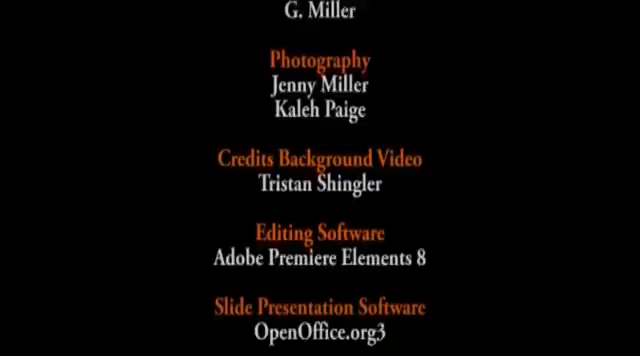 G. Miller
Photography
Jenny Miller
Kaleh Paige
Credits Background Video
Tristan Shingler
Editing Software
Adobe Premiere Elements 8
Slide Presentation Software
OpenOffice.org3